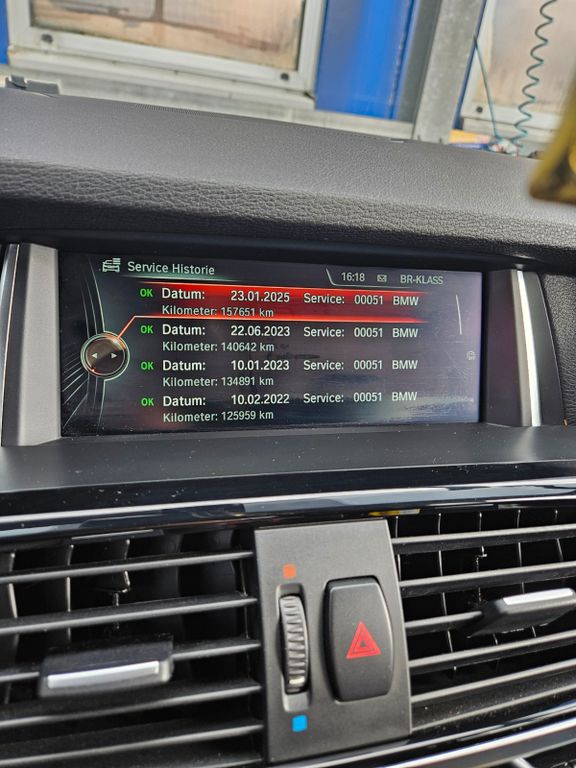 Service Historie
16:18 BR-KLASS
OK Datum: 23.01.2025 Service: 00051 BMW
Kilometer: 157651 km
OK Datum: 22.06.2023 Service: 00051 BMW
Kilometer: 140642 km
OK Datum: 10.01.2023 Service: 00051 BMW
Kilometer: 134891 km
OK Datum: 10.02.2022 Service: 00051 BMW
Kilometer: 125959 km